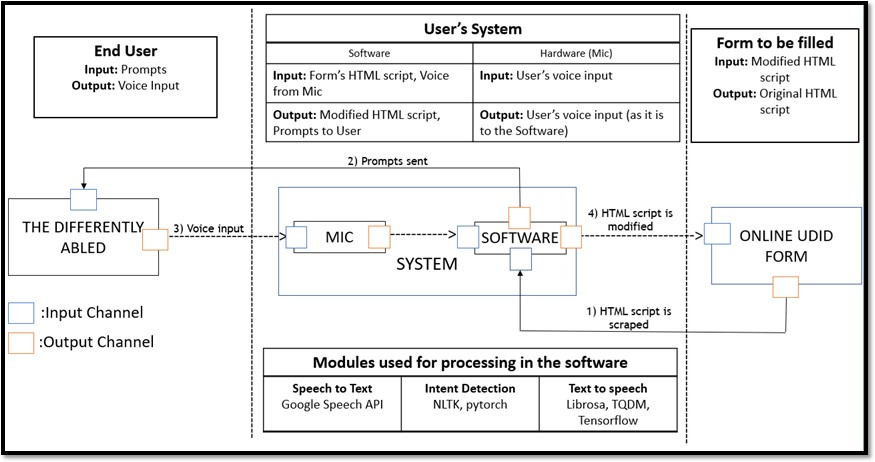 End User
Input: Prompts
Output: Voice Input
User's System
Software
Hardware (Mic)
Input: Form's HTML script, Voice
from Mic
Input: User's voice input
Output: Modified HTML script,
Prompts to User
Output: User's voice input (as it is
to the Software)
Form to be filled
Input: Modified HTML
script
Output: Original HTML
script
2) Prompts sent
THE DIFFERENTLY
ABLED
3) Voice input
MIC
SOFTWARE
SYSTEM
4) HTML script is
modified
ONLINE UDID
FORM
1) HTML script is
scraped
:Input Channel
:Output Channel
Modules used for processing in the software
Speech to Text
Google Speech API
Intent Detection
NLTK, pytorch
Text to speech
Librosa, TQDM,
Tensorflow